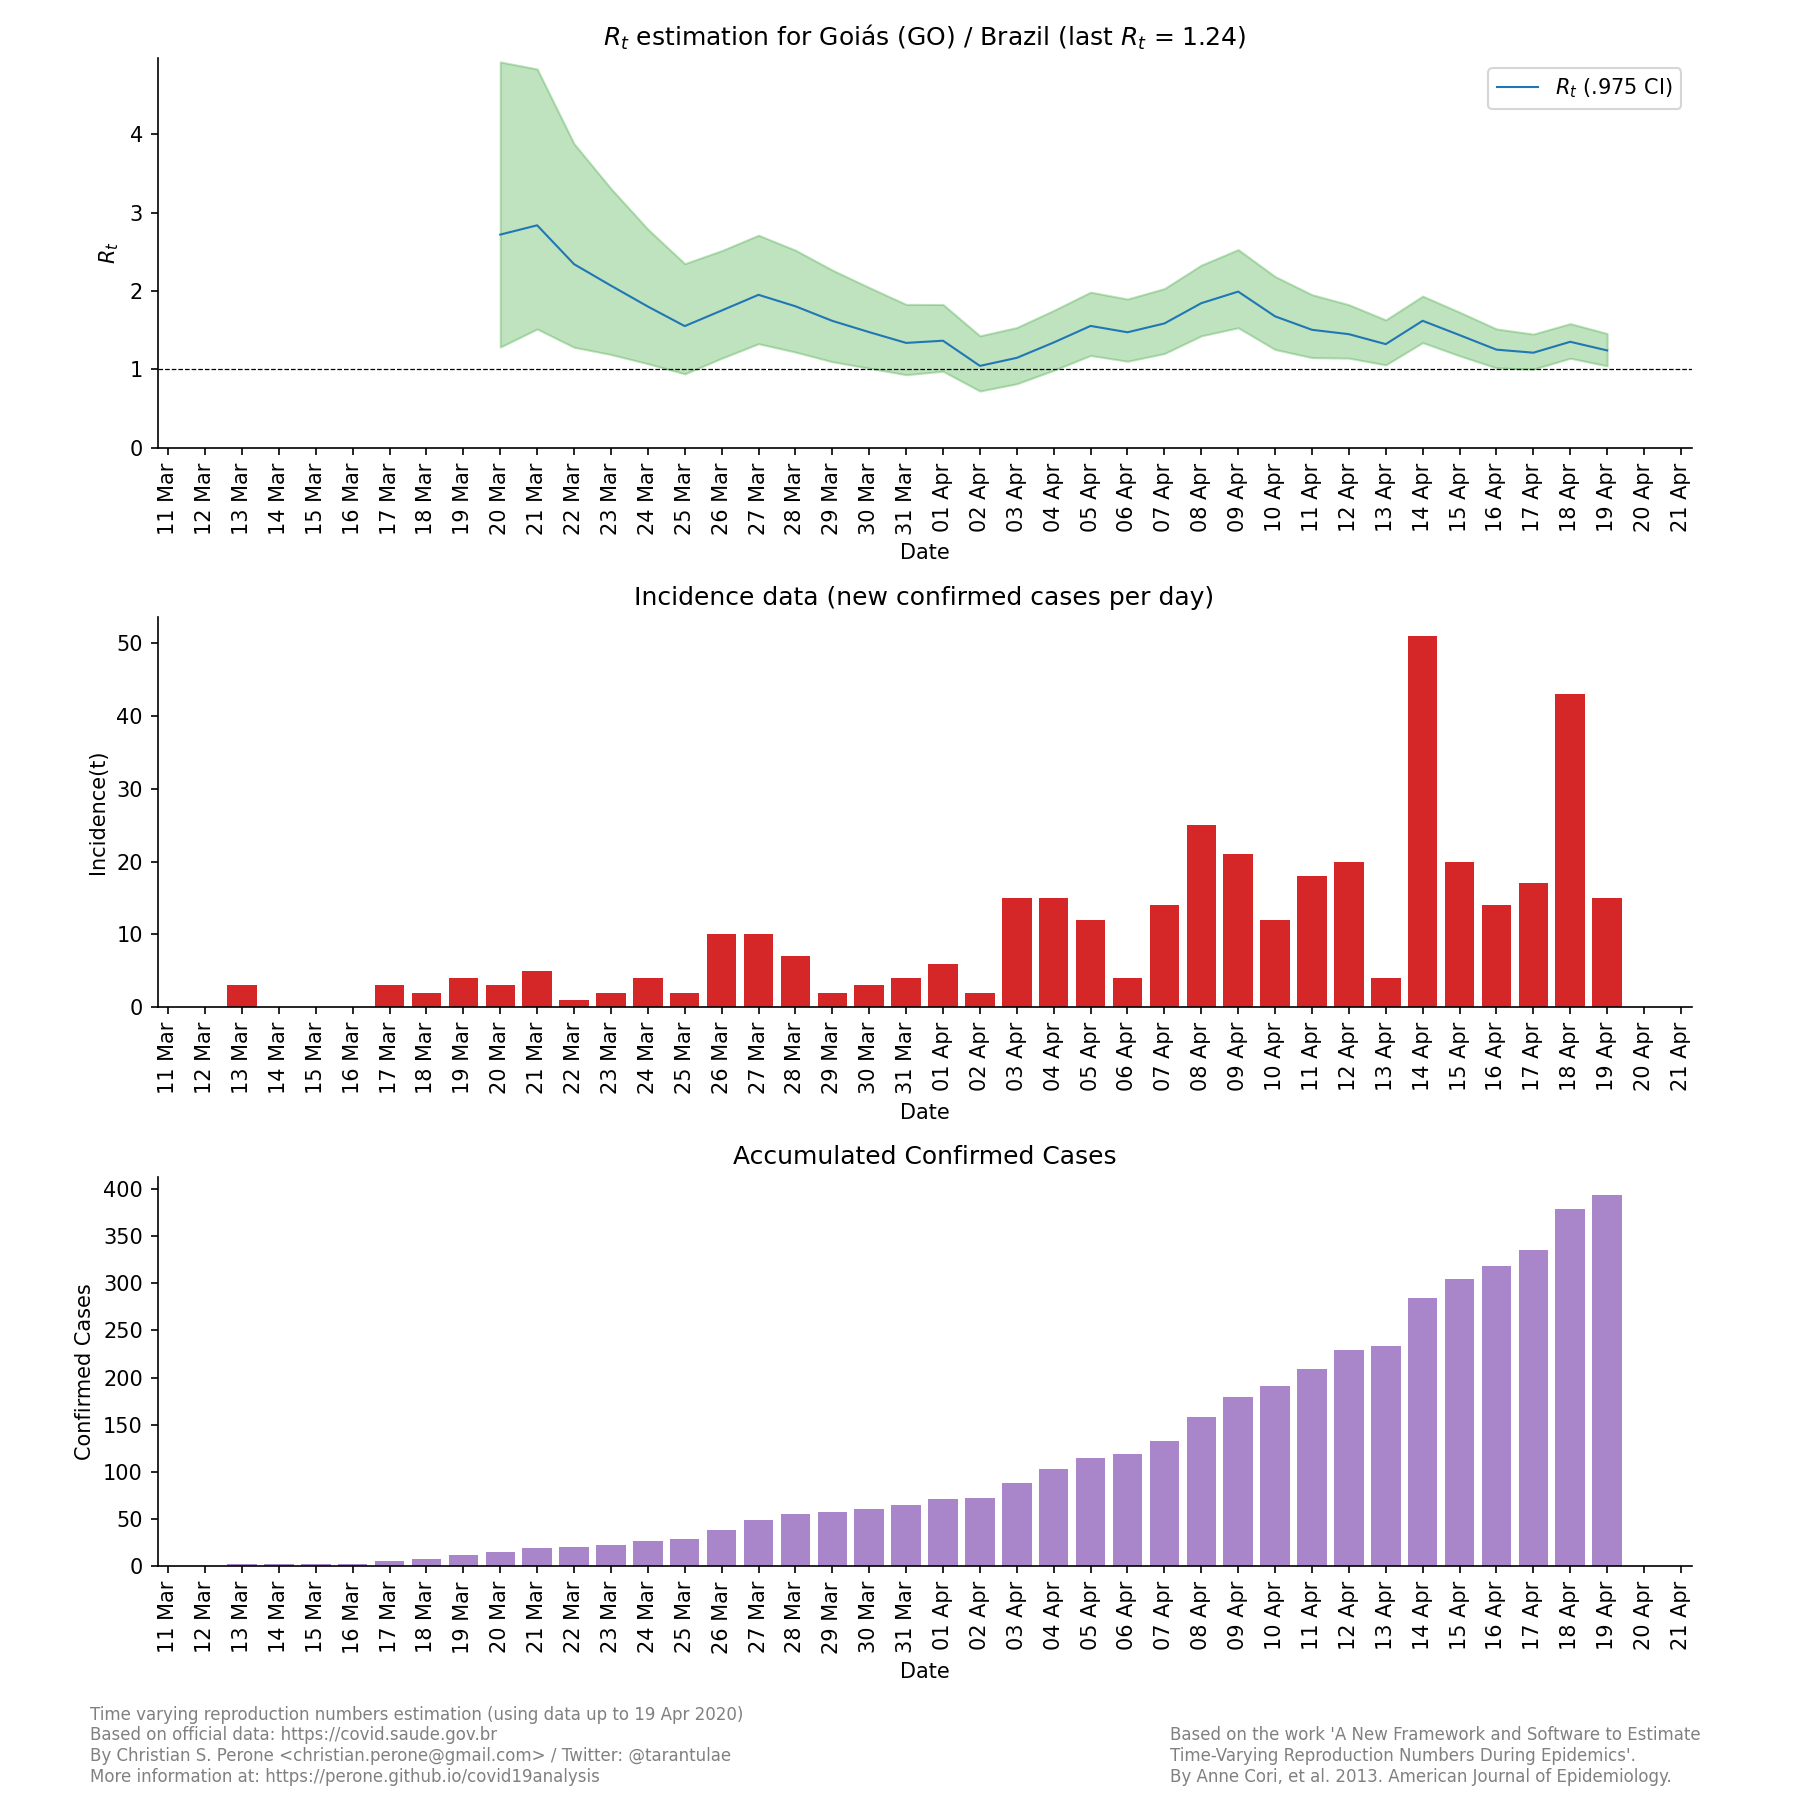 Rt estimation for Goiás (GO) / Brazil (last Rt = 1.24)
Rt (.975 CI)
Rt
4
3
2
1
0
11 Mar 12 Mar 13 Mar 14 Mar 15 Mar 16 Mar 17 Mar 18 Mar 19 Mar 20 Mar 21 Mar 22 Mar 23 Mar 24 Mar 25 Mar 26 Mar 27 Mar 28 Mar 29 Mar 30 Mar 31 Mar 01 Apr 02 Apr 03 Apr 04 Apr 05 Apr 06 Apr 07 Apr 08 Apr 09 Apr 10 Apr 11 Apr 12 Apr 13 Apr 14 Apr 15 Apr 16 Apr 17 Apr 18 Apr 19 Apr 20 Apr 21 Apr
Date
Incidence data (new confirmed cases per day)
Incidence(t)
50
40
30
20
10
0
11 Mar 12 Mar 13 Mar 14 Mar 15 Mar 16 Mar 17 Mar 18 Mar 19 Mar 20 Mar 21 Mar 22 Mar 23 Mar 24 Mar 25 Mar 26 Mar 27 Mar 28 Mar 29 Mar 30 Mar 31 Mar 01 Apr 02 Apr 03 Apr 04 Apr 05 Apr 06 Apr 07 Apr 08 Apr 09 Apr 10 Apr 11 Apr 12 Apr 13 Apr 14 Apr 15 Apr 16 Apr 17 Apr 18 Apr 19 Apr 20 Apr 21 Apr
Date
Accumulated Confirmed Cases
Confirmed Cases
400
350
300
250
200
150
100
50
0
11 Mar 12 Mar 13 Mar 14 Mar 15 Mar 16 Mar 17 Mar 18 Mar 19 Mar 20 Mar 21 Mar 22 Mar 23 Mar 24 Mar 25 Mar 26 Mar 27 Mar 28 Mar 29 Mar 30 Mar 31 Mar 01 Apr 02 Apr 03 Apr 04 Apr 05 Apr 06 Apr 07 Apr 08 Apr 09 Apr 10 Apr 11 Apr 12 Apr 13 Apr 14 Apr 15 Apr 16 Apr 17 Apr 18 Apr 19 Apr 20 Apr 21 Apr
Date
Time varying reproduction numbers estimation (using data up to 19 Apr 2020)
Based on official data: https://covid.saude.gov.br
By Christian S. Perone <christian.perone@gmail.com> / Twitter: @tarantulae
More information at: https://perone.github.io/covid19analysis
Based on the work 'A New Framework and Software to Estimate
Time-Varying Reproduction Numbers During Epidemics'.
By Anne Cori, et al. 2013. American Journal of Epidemiology.